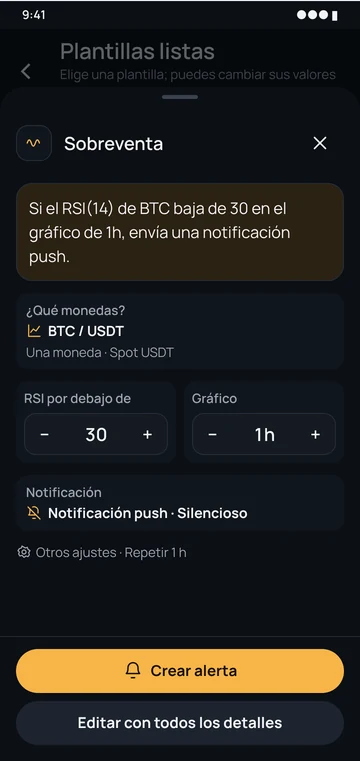 9:41
Plantillas listas
Elige una plantilla; puedes cambiar sus valores
Sobreventa
Si el RSI(14) de BTC baja de 30 en el
gráfico de 1h, envía una notificación
push.
¿Qué monedas?
BTC / USDT
Una moneda · Spot USDT
RSI por debajo de
Gráfico
− 30 +
− 1h +
Notificación
Notificación push · Silencioso
Otros ajustes · Repetir 1 h
Crear alerta
Editar con todos los detalles